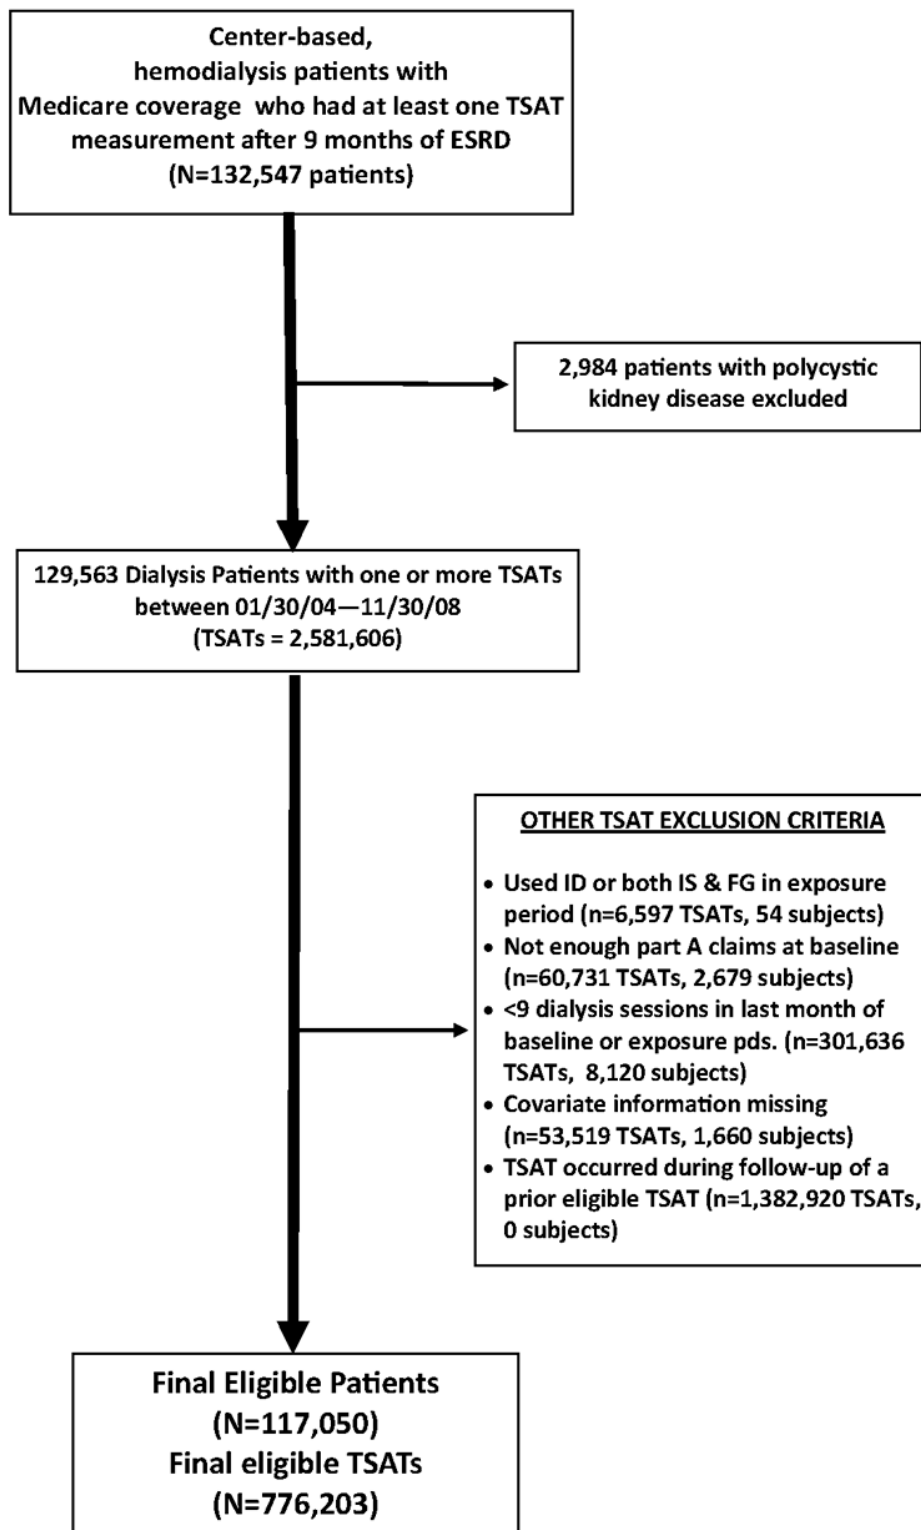 Center-based,
hemodialysis patients with
Medicare coverage who had at least one TSAT
measurement after 9 months of ESRD
(N=132,547 patients)
2,984 patients with polycystic
kidney disease excluded
129,563 Dialysis Patients with one or more TSATs
between 01/30/04—11/30/08
(TSATs = 2,581,606)
OTHER TSAT EXCLUSION CRITERIA
• Used ID or both IS & FG in exposure
period (n=6,597 TSATs, 54 subjects)
• Not enough part A claims at baseline
(n=60,731 TSATs, 2,679 subjects)
• <9 dialysis sessions in last month of
baseline or exposure pds. (n=301,636
TSATs, 8,120 subjects)
• Covariate information missing
(n=53,519 TSATs, 1,660 subjects)
• TSAT occurred during follow-up of a
prior eligible TSAT (n=1,382,920 TSATs,
0 subjects)
Final Eligible Patients
(N=117,050)
Final eligible TSATs
(N=776,203)